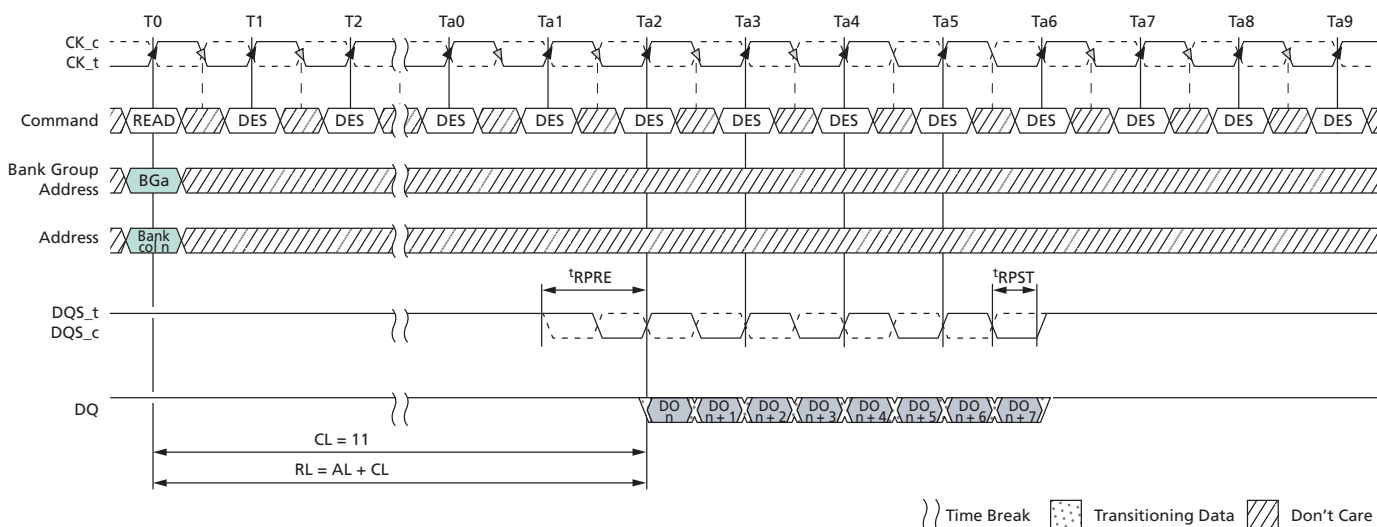 T0 T1 T2 Ta0 Ta1 Ta2 Ta3 Ta4 Ta5 Ta6 Ta7 Ta8 Ta9
CK_c
CK_t
Command READ DES DES DES DES DES DES DES DES DES DES DES DES
Bank Group
Address
BGa
Address
Bank
col n
tRPRE tRPST
DQS_t
DQS_c
DQ
DO DO DO DO DO DO DO DO
n n + 1 n + 2 n + 3 n + 4 n + 5 n + 6 n + 7
CL = 11
RL = AL + CL
Time Break Transitioning Data Don’t Care